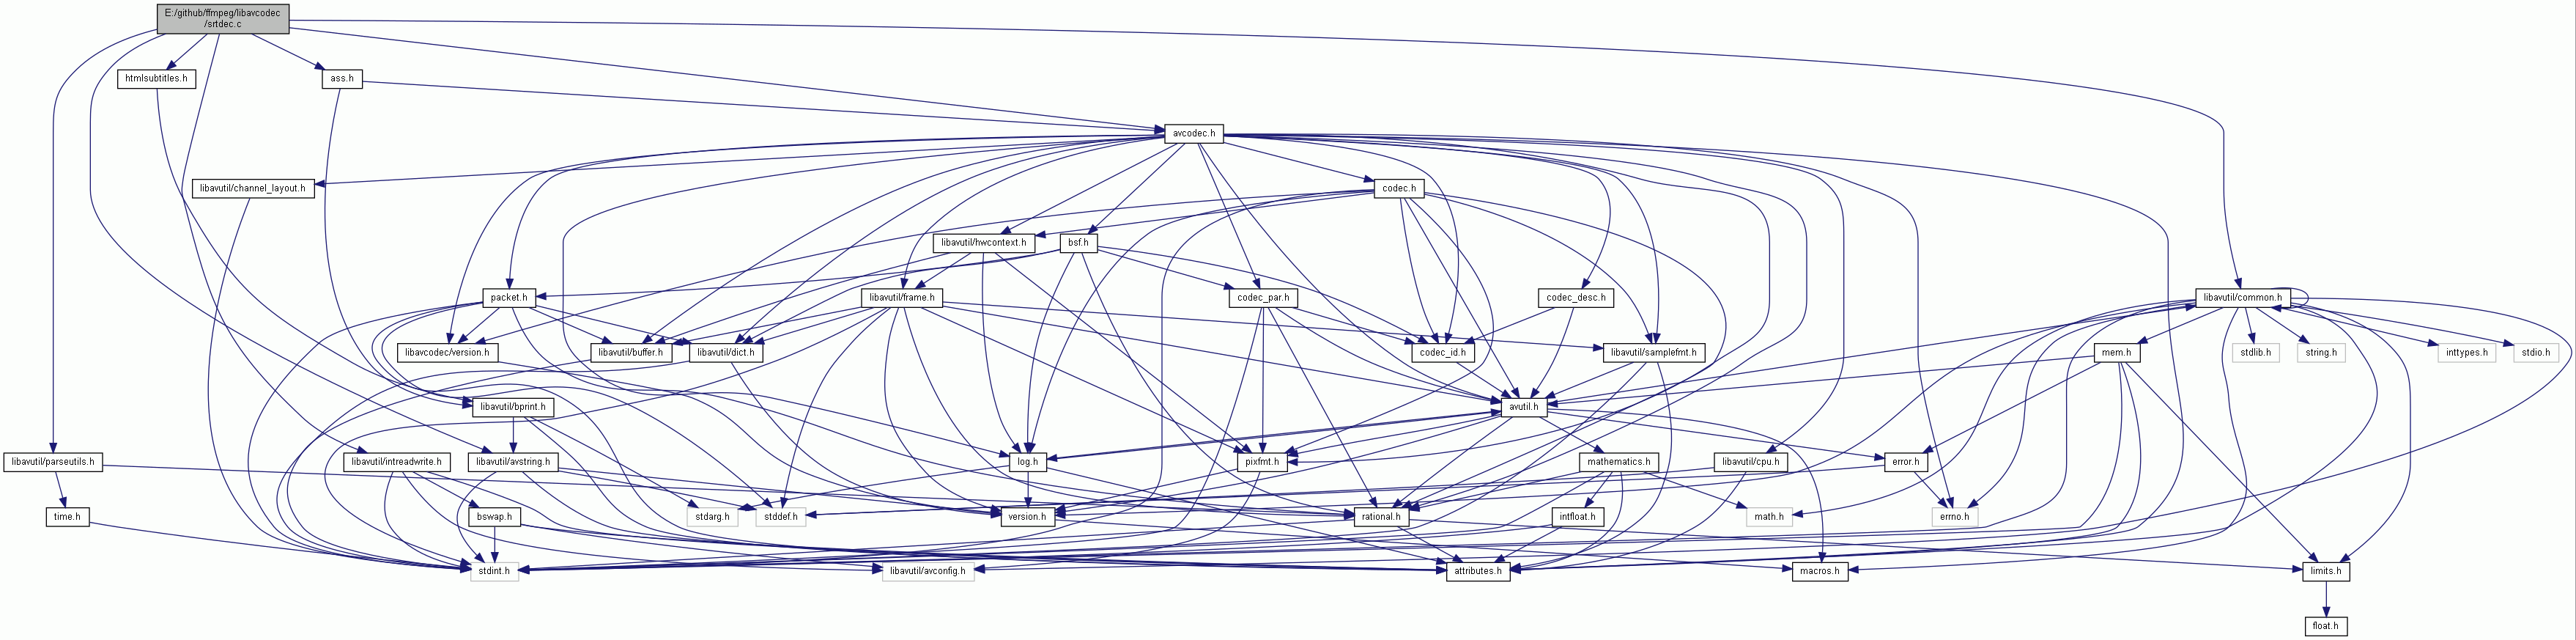 E:/github/ffmpeg/libavcodec
/srtdec.c
htmlsubtitles.h
ass.h
avcodec.h
libavutil/channel_layout.h
codec.h
libavutil/hwcontext.h
bsf.h
packet.h
libavutil/frame.h
codec_par.h
codec_desc.h
libavutil/common.h
libavcodec/version.h
libavutil/buffer.h
libavutil/dict.h
codec_id.h
libavutil/samplefmt.h
mem.h
stdlib.h
string.h
inttypes.h
stdio.h
libavutil/bprint.h
avutil.h
libavutil/parseutils.h
libavutil/intreadwrite.h
libavutil/avstring.h
log.h
pixfmt.h
mathematics.h
libavutil/cpu.h
error.h
time.h
bswap.h
stdarg.h
stddef.h
version.h
rational.h
intfloat.h
math.h
errno.h
stdint.h
libavutil/avconfig.h
attributes.h
macros.h
limits.h
float.h